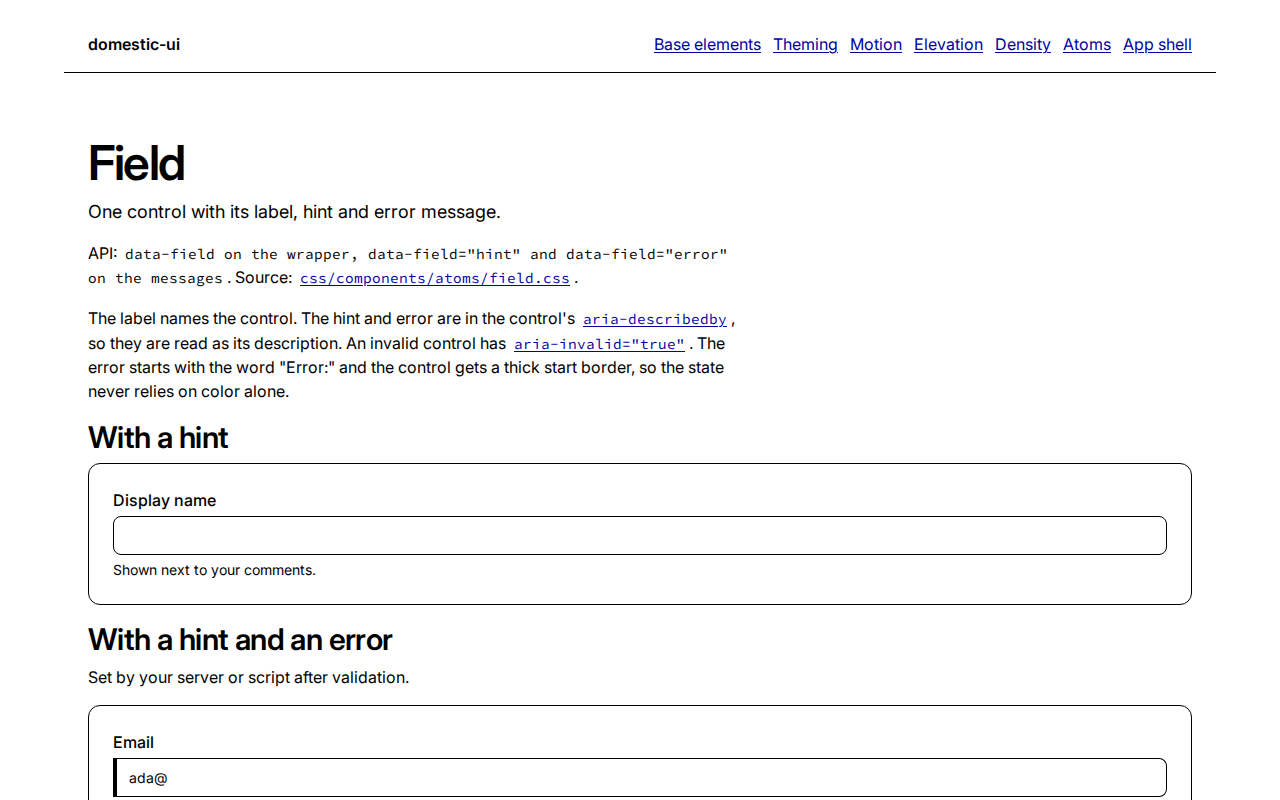 domestic-ui
Base elements Theming Motion Elevation Density Atoms App shell
Field
One control with its label, hint and error message.
API: data-field on the wrapper, data-field="hint" and data-field="error"
on the messages. Source: css/components/atoms/field.css.
The label names the control. The hint and error are in the control's aria-describedby,
so they are read as its description. An invalid control has aria-invalid="true". The
error starts with the word "Error:" and the control gets a thick start border, so the state
never relies on color alone.
With a hint
Display name
Shown next to your comments.
With a hint and an error
Set by your server or script after validation.
Email
ada@